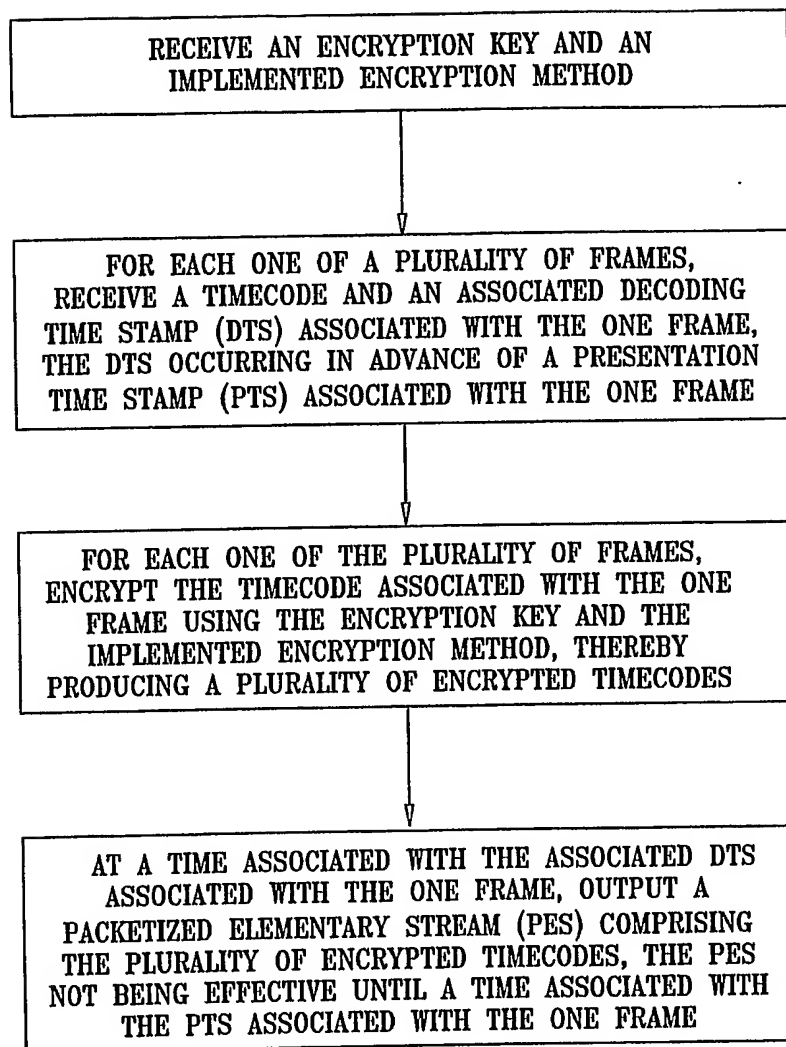 RECEIVE AN ENCRYPTION KEY AND AN
IMPLEMENTED ENCRYPTION METHOD
FOR EACH ONE OF A PLURALITY OF FRAMES,
RECEIVE A TIMECODE AND AN ASSOCIATED DECODING
TIME STAMP (DTS) ASSOCIATED WITH THE ONE FRAME,
THE DTS OCCURRING IN ADVANCE OF A PRESENTATION
TIME STAMP (PTS) ASSOCIATED WITH THE ONE FRAME
FOR EACH ONE OF THE PLURALITY OF FRAMES,
ENCRYPT THE TIMECODE ASSOCIATED WITH THE ONE
FRAME USING THE ENCRYPTION KEY AND THE
IMPLEMENTED ENCRYPTION METHOD, THEREBY
PRODUCING A PLURALITY OF ENCRYPTED TIMECODES
AT A TIME ASSOCIATED WITH THE ASSOCIATED DTS
ASSOCIATED WITH THE ONE FRAME, OUTPUT A
PACKETIZED ELEMENTARY STREAM (PES) COMPRISING
THE PLURALITY OF ENCRYPTED TIMECODES, THE PES
NOT BEING EFFECTIVE UNTIL A TIME ASSOCIATED WITH
THE PTS ASSOCIATED WITH THE ONE FRAME